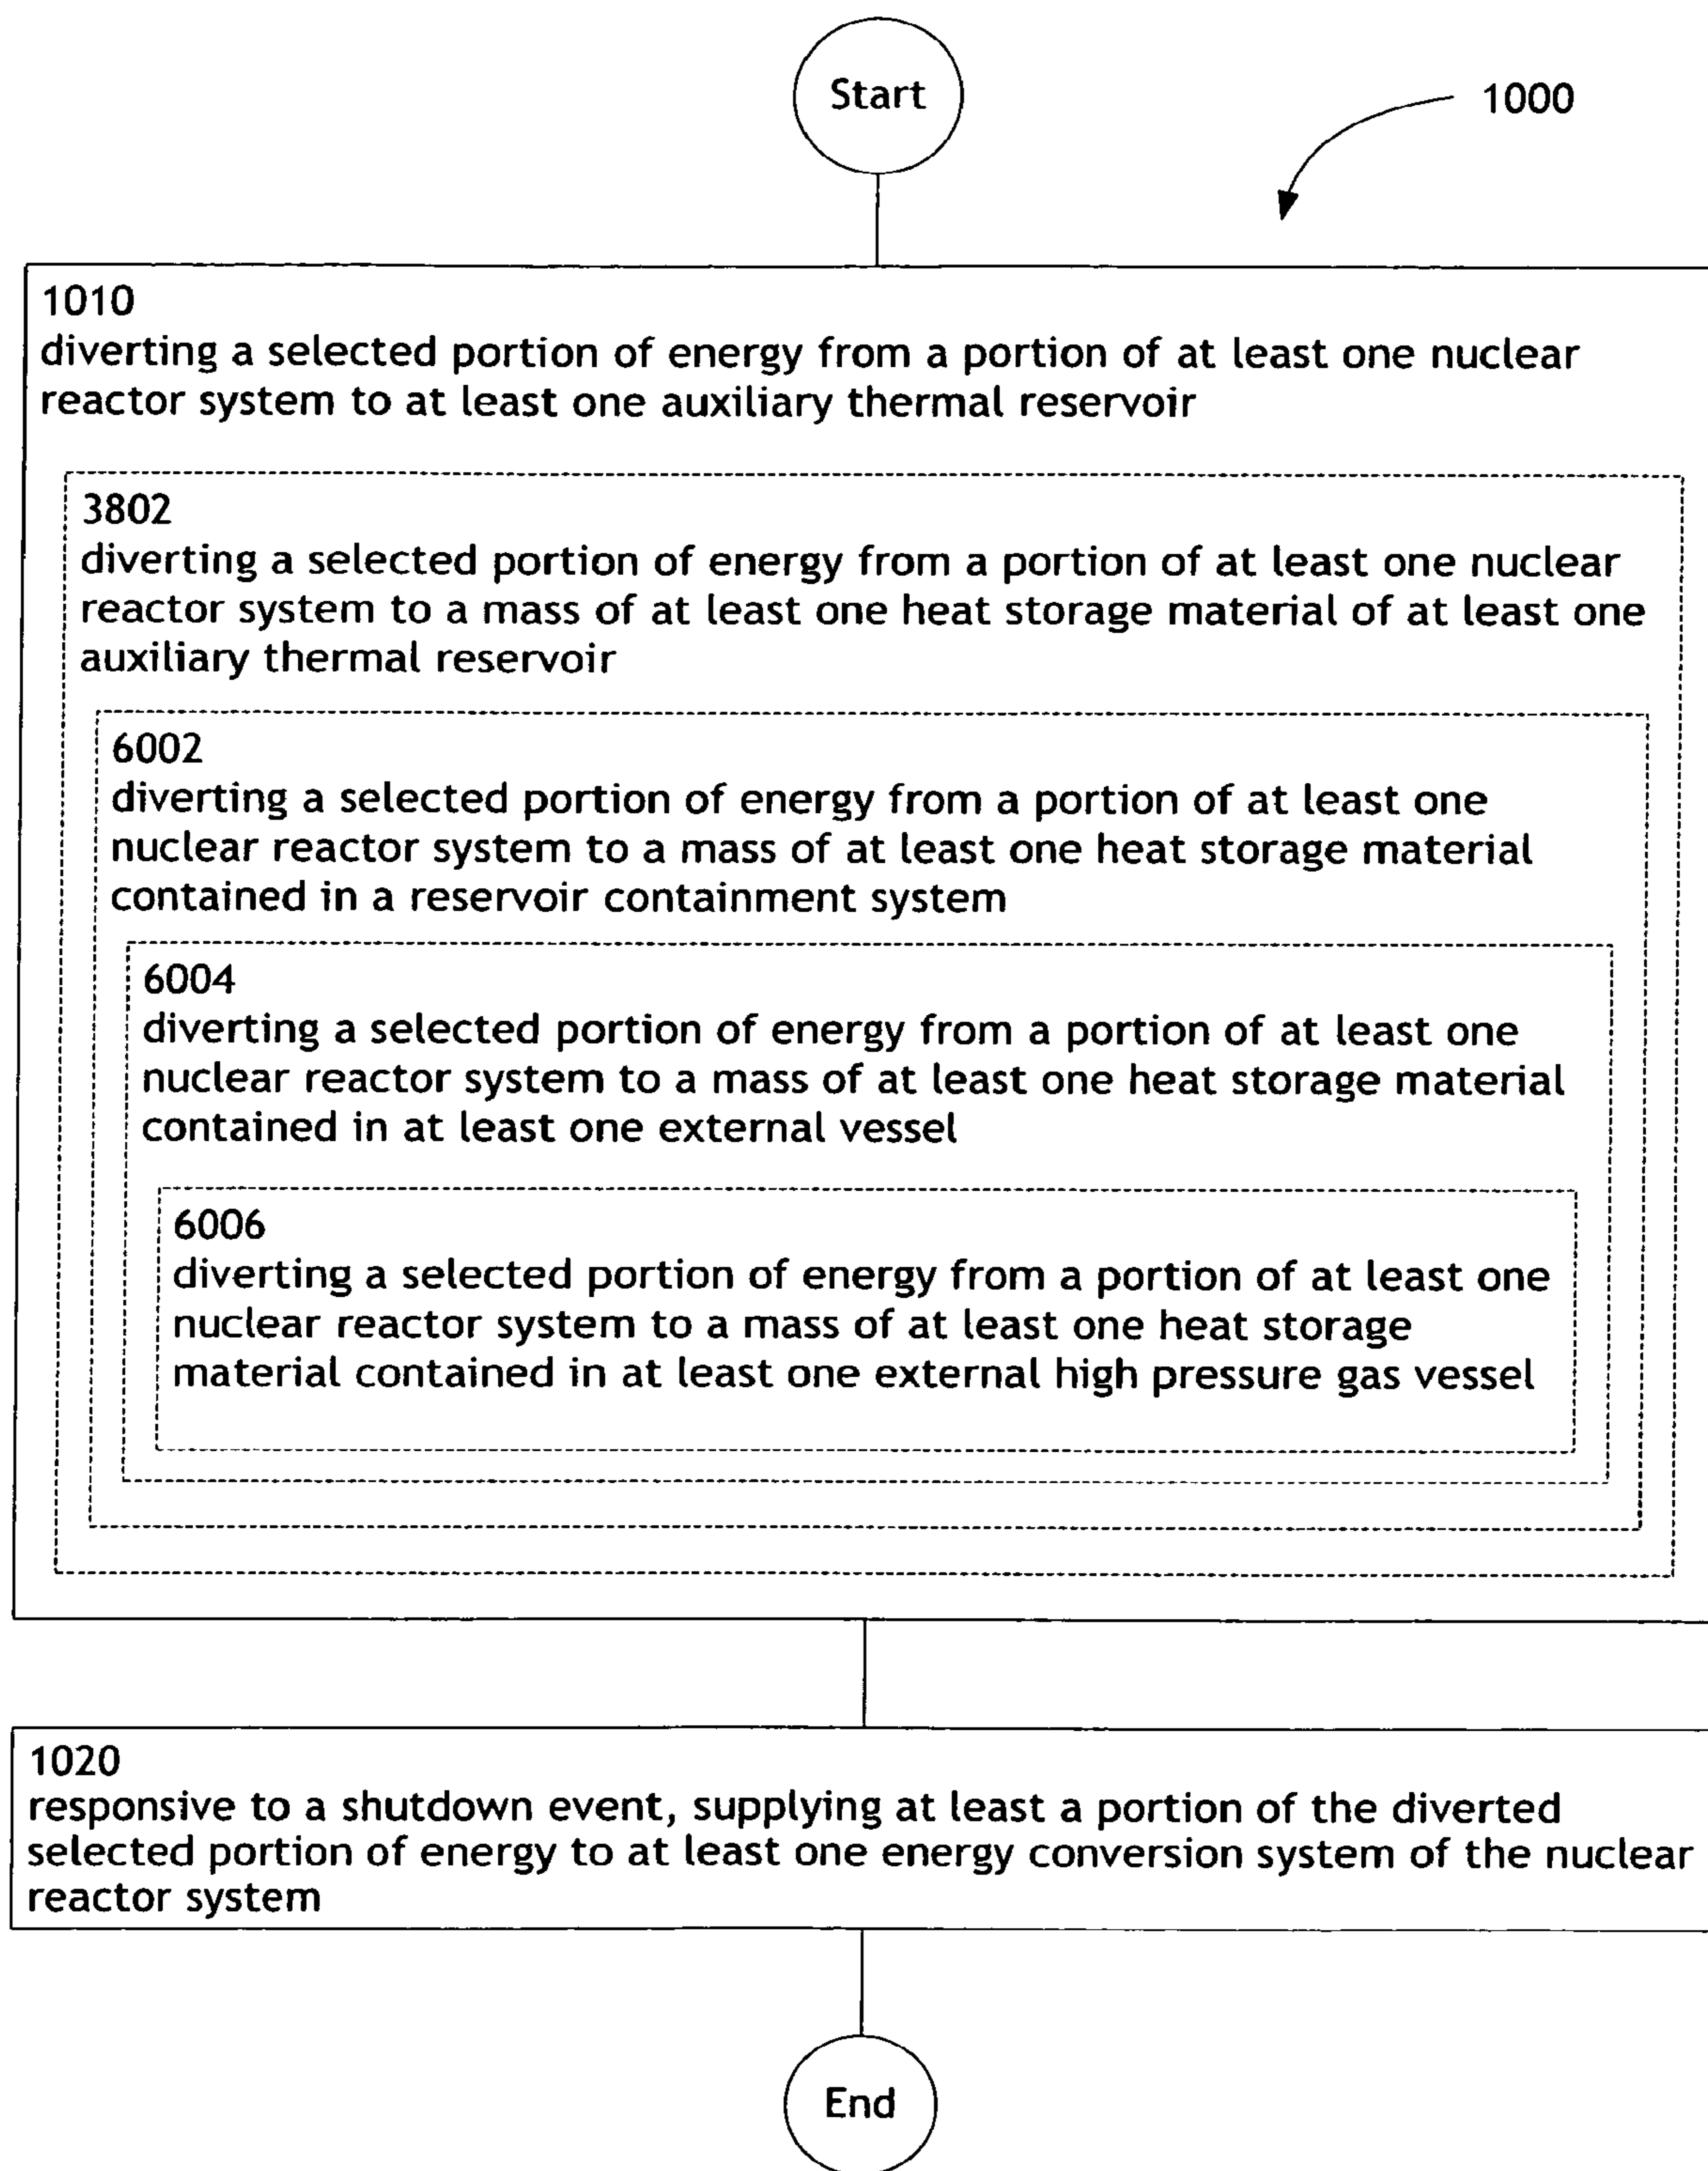 Start
1000
1010
diverting a selected portion of energy from a portion of at least one nuclear
reactor system to at least one auxiliary thermal reservoir
3802
diverting a selected portion of energy from a portion of at least one nuclear
reactor system to a mass of at least one heat storage material of at least one
auxiliary thermal reservoir
6002
diverting a selected portion of energy from a portion of at least one
nuclear reactor system to a mass of at least one heat storage material
contained in a reservoir containment system
6004
diverting a selected portion of energy from a portion of at least one
nuclear reactor system to a mass of at least one heat storage material
contained in at least one external vessel
6006
diverting a selected portion of energy from a portion of at least one
nuclear reactor system to a mass of at least one heat storage
material contained in at least one external high pressure gas vessel
1020
responsive to a shutdown event, supplying at least a portion of the diverted
selected portion of energy to at least one energy conversion system of the nuclear
reactor system
End